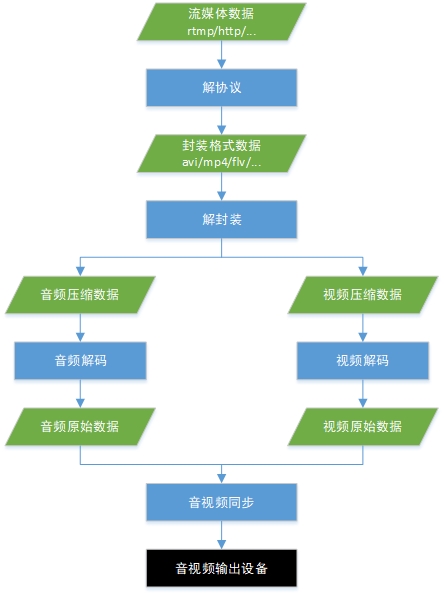 流媒体数据
rtmp/http/...
解协议
封装格式数据
avi/mp4/flv/...
解封装
音频压缩数据
视频压缩数据
音频解码
视频解码
音频原始数据
视频原始数据
音视频同步
音视频输出设备